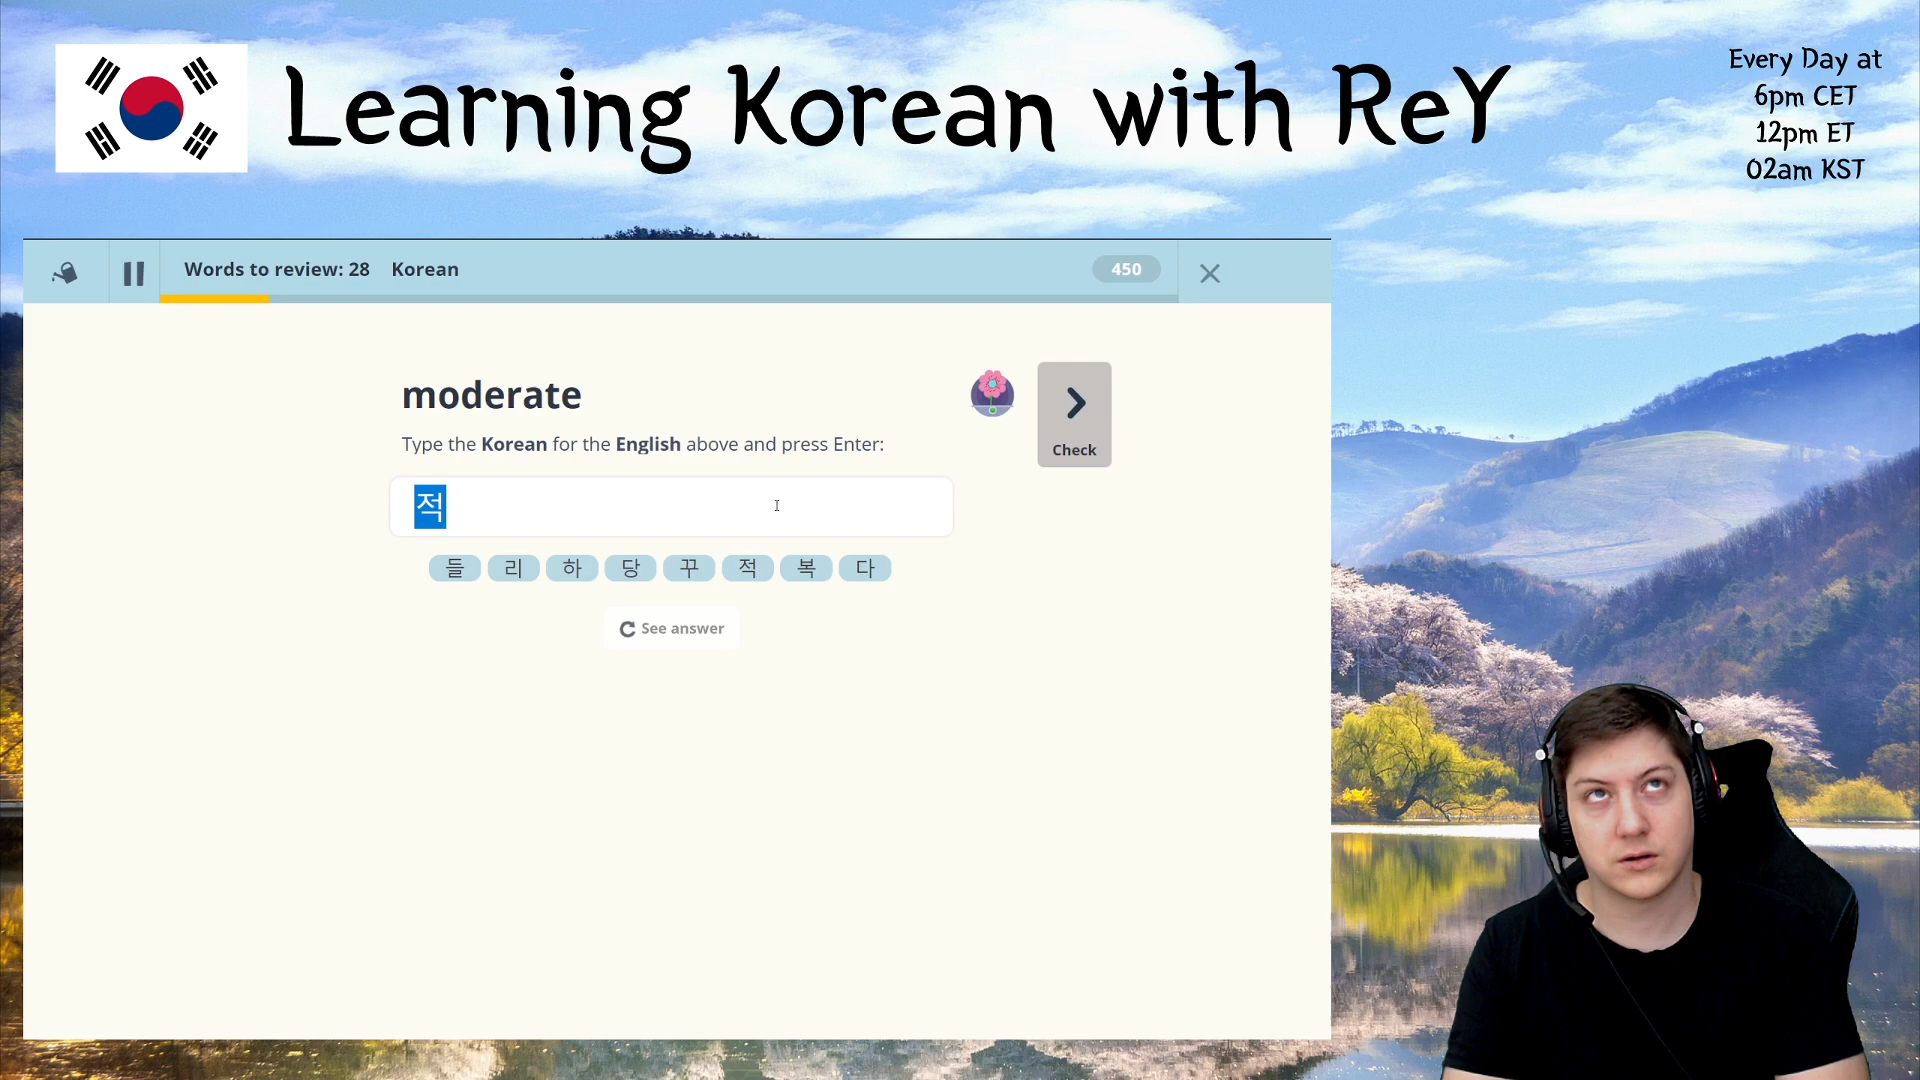 Learning Korean with ReY
Every Day at
6pm CET
12pm ET
02am KST
Words to review: 28 Korean
450
moderate
Type the Korean for the English above and press Enter:
적
Check
들 리 하 당 꾸 적 복 다
See answer